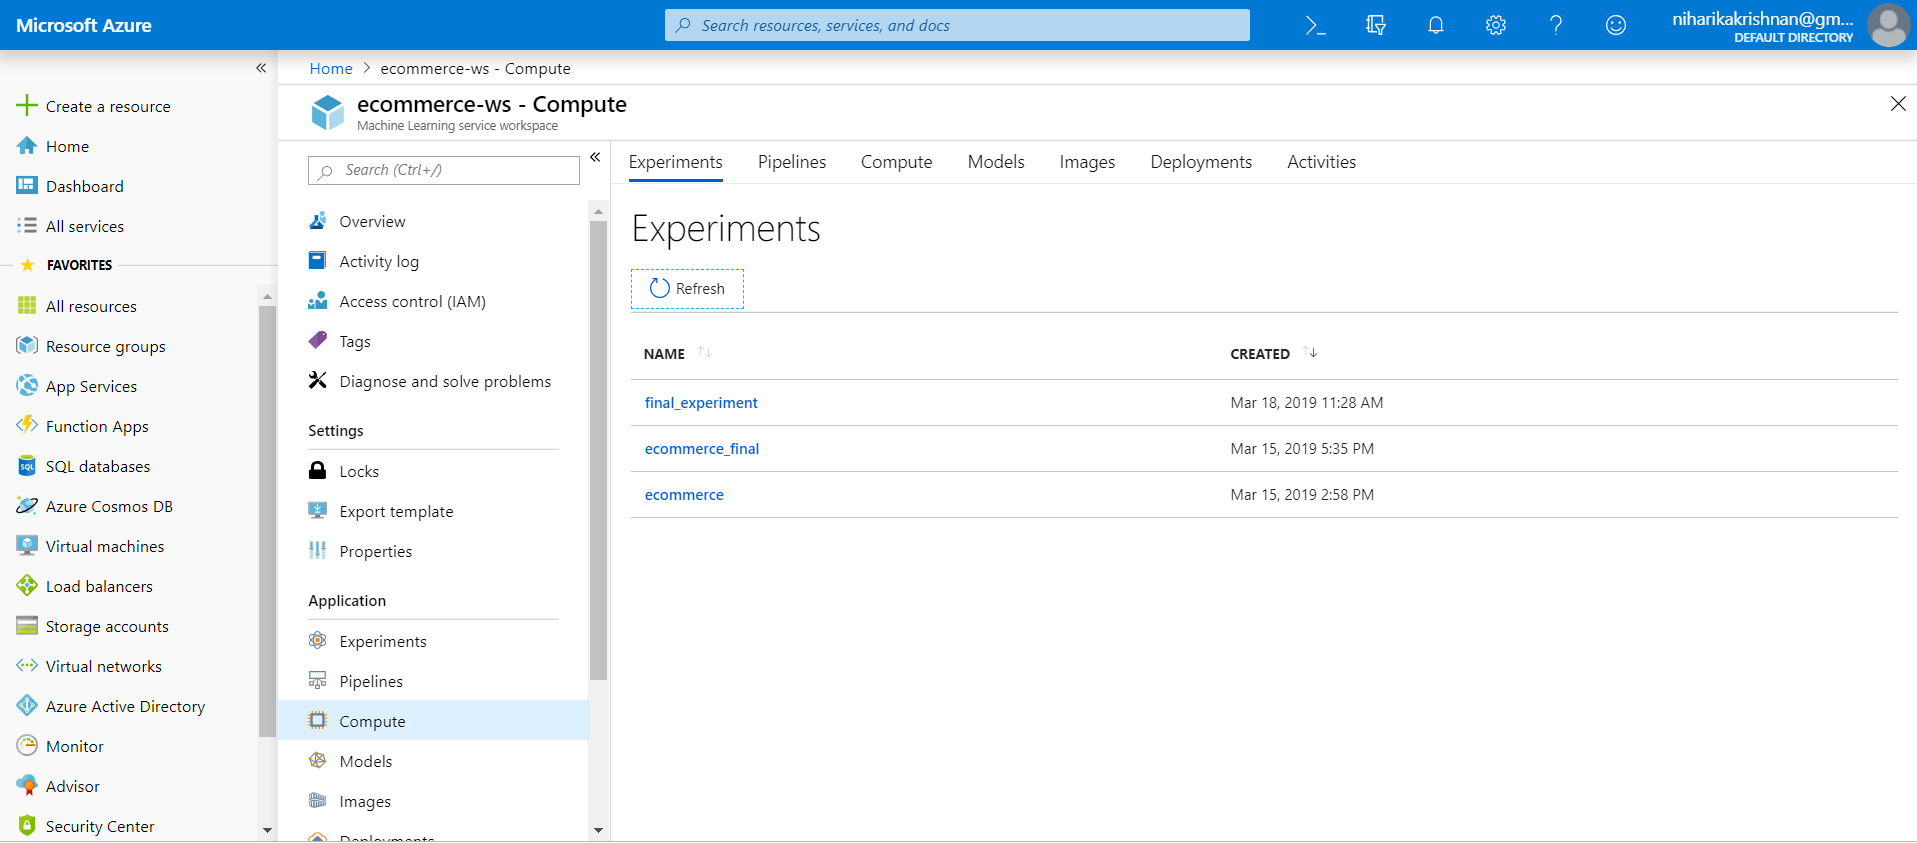 Microsoft Azure
Search resources, services, and docs
niharikakrishnan@gm...
DEFAULT DIRECTORY
Create a resource
Home
Dashboard
All services
FAVORITES
All resources
Resource groups
App Services
Function Apps
SQL databases
Azure Cosmos DB
Virtual machines
Load balancers
Storage accounts
Virtual networks
Azure Active Directory
Monitor
Advisor
Security Center
Home > ecommerce-ws - Compute
ecommerce-ws - Compute
Machine Learning service workspace
Search (Ctrl+/)
Overview
Activity log
Access control (IAM)
Tags
Diagnose and solve problems
Settings
Locks
Export template
Properties
Application
Experiments
Pipelines
Compute
Models
Images
Deployments
Experiments Pipelines Compute Models Images Deployments Activities
Experiments
Refresh
NAME CREATED
final_experiment Mar 18, 2019 11:28 AM
ecommerce_final Mar 15, 2019 5:35 PM
ecommerce Mar 15, 2019 2:58 PM